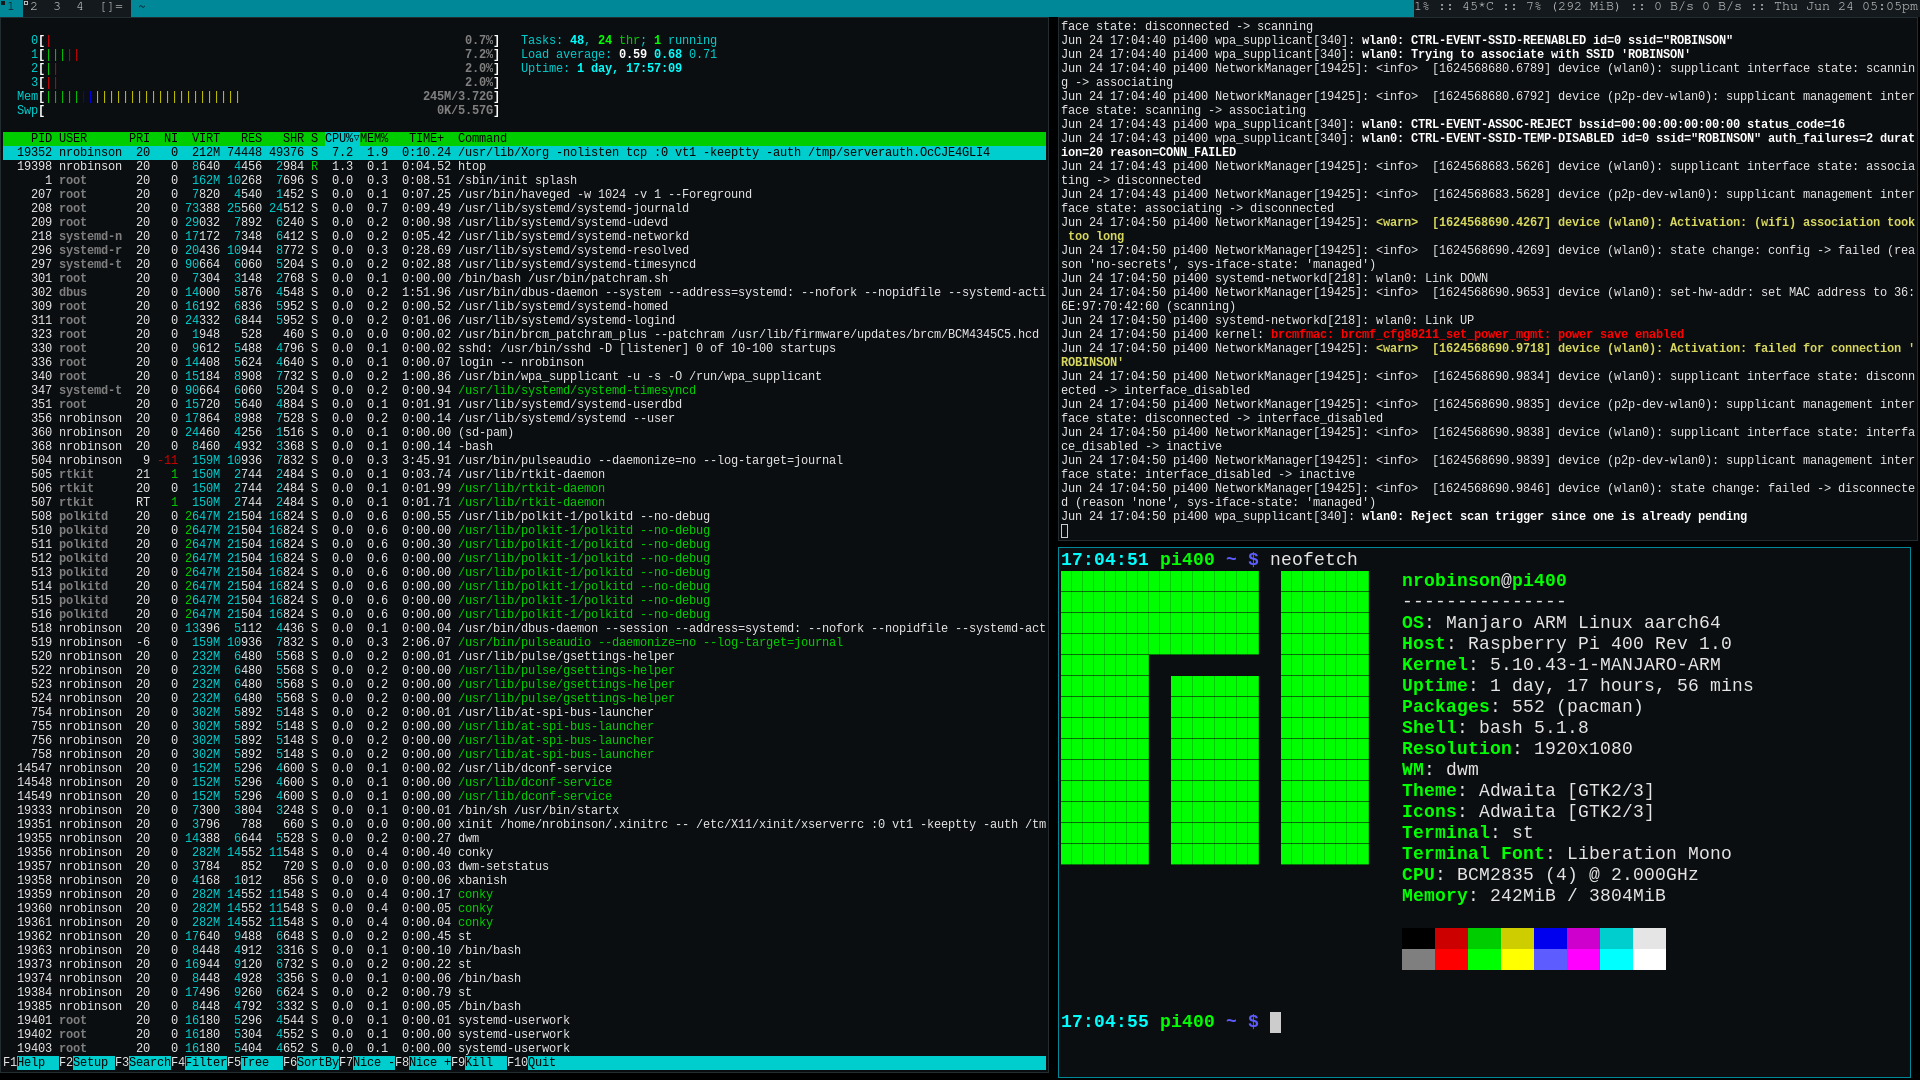 1 2 3 4 []= ~ 1% :: 45*C :: 7% (292 MiB) :: 0 B/s 0 B/s :: Thu Jun 24 05:05pm
0[| 0.7%] Tasks: 48, 24 thr; 1 running
1[||||| 7.2%] Load average: 0.59 0.68 0.71
2[|| 2.0%] Uptime: 1 day, 17:57:09
3[|| 2.0%]
Mem[|||||||||||||||||||||||||||| 245M/3.72G]
Swp[ 0K/5.57G]
PID USER PRI NI VIRT RES SHR S CPU%▽MEM% TIME+ Command
19352 nrobinson 20 0 212M 74448 49376 S 7.2 1.9 0:10.24 /usr/lib/Xorg -nolisten tcp :0 vt1 -keeptty -auth /tmp/serverauth.OcCJE4GLI4
19398 nrobinson 20 0 8640 4456 2984 R 1.3 0.1 0:04.52 htop
1 root 20 0 162M 10268 7696 S 0.0 0.3 0:08.51 /sbin/init splash
207 root 20 0 7820 4540 1452 S 0.0 0.1 0:07.25 /usr/bin/haveged -w 1024 -v 1 --Foreground
208 root 20 0 73388 25560 24512 S 0.0 0.7 0:09.49 /usr/lib/systemd/systemd-journald
209 root 20 0 29032 7892 6240 S 0.0 0.2 0:05.98 /usr/lib/systemd/systemd-udevd
218 systemd-n 20 0 17172 7348 6412 S 0.0 0.2 0:05.42 /usr/lib/systemd/systemd-networkd
296 systemd-r 20 0 20436 10944 8772 S 0.0 0.3 0:22.69 /usr/lib/systemd/systemd-resolved
297 systemd-t 20 0 90664 6060 5204 S 0.0 0.2 0:02.88 /usr/lib/systemd/systemd-timesyncd
301 root 20 0 7304 3148 2768 S 0.0 0.1 0:00.00 /bin/bash /usr/bin/patchram.sh
302 dbus 20 0 14000 5876 4548 S 0.0 0.2 1:51.96 /usr/bin/dbus-daemon --system --address=systemd: --nofork --nopidfile --systemd-acti
309 root 20 0 16192 6836 5952 S 0.0 0.2 0:00.52 /usr/lib/systemd/systemd-homed
311 root 20 0 24332 6844 5952 S 0.0 0.2 0:01.06 /usr/lib/systemd/systemd-logind
323 root 20 0 1948 528 460 S 0.0 0.0 0:00.02 /usr/bin/brcm_patchram_plus --patchram /usr/lib/firmware/updates/brcm/BCM4345C5.hcd
330 root 20 0 9612 5488 4796 S 0.0 0.1 0:00.02 sshd: /usr/bin/sshd -D [listener] 0 of 10-100 startups
336 root 20 0 14408 5624 4640 S 0.0 0.1 0:00.07 login -- nrobinson
340 root 20 0 15184 8908 7732 S 0.0 0.2 1:00.86 /usr/bin/wpa_supplicant -u -s -O /run/wpa_supplicant
347 systemd-t 20 0 90664 6060 5204 S 0.0 0.2 0:00.94 /usr/lib/systemd/systemd-timesyncd
351 root 20 0 15720 5640 4884 S 0.0 0.1 0:01.91 /usr/lib/systemd/systemd-userdbd
356 nrobinson 20 0 17864 8988 7528 S 0.0 0.2 0:00.14 /usr/lib/systemd/systemd --user
360 nrobinson 20 0 24460 4256 1516 S 0.0 0.1 0:00.00 (sd-pam)
368 nrobinson 20 0 8460 4932 3368 S 0.0 0.1 0:00.14 -bash
504 nrobinson 9 -11 159M 10936 7832 S 0.0 0.3 3:45.91 /usr/bin/pulseaudio --daemonize=no --log-target=journal
505 rtkit 21 1 150M 2744 2484 S 0.0 0.1 0:03.74 /usr/lib/rtkit-daemon
506 rtkit 20 0 150M 2744 2484 S 0.0 0.1 0:01.99 /usr/lib/rtkit-daemon
507 rtkit RT 1 150M 2744 2484 S 0.0 0.1 0:01.71 /usr/lib/rtkit-daemon
508 polkitd 20 0 2647M 21504 16824 S 0.0 0.6 0:00.55 /usr/lib/polkit-1/polkitd --no-debug
510 polkitd 20 0 2647M 21504 16824 S 0.0 0.6 0:00.00 /usr/lib/polkit-1/polkitd --no-debug
511 polkitd 20 0 2647M 21504 16824 S 0.0 0.6 0:00.30 /usr/lib/polkit-1/polkitd --no-debug
512 polkitd 20 0 2647M 21504 16824 S 0.0 0.6 0:00.00 /usr/lib/polkit-1/polkitd --no-debug
513 polkitd 20 0 2647M 21504 16824 S 0.0 0.6 0:00.00 /usr/lib/polkit-1/polkitd --no-debug
514 polkitd 20 0 2647M 21504 16824 S 0.0 0.6 0:00.00 /usr/lib/polkit-1/polkitd --no-debug
515 polkitd 20 0 2647M 21504 16824 S 0.0 0.6 0:00.00 /usr/lib/polkit-1/polkitd --no-debug
516 polkitd 20 0 2647M 21504 16824 S 0.0 0.6 0:00.00 /usr/lib/polkit-1/polkitd --no-debug
518 nrobinson 20 0 13396 5112 4436 S 0.0 0.1 0:00.04 /usr/bin/dbus-daemon --session --address=systemd: --nofork --nopidfile --systemd-act
519 nrobinson -6 0 159M 10936 7832 S 0.0 0.3 2:06.07 /usr/bin/pulseaudio --daemonize=no --log-target=journal
520 nrobinson 20 0 232M 6480 5568 S 0.0 0.2 0:00.01 /usr/lib/pulse/gsettings-helper
522 nrobinson 20 0 232M 6480 5568 S 0.0 0.2 0:00.00 /usr/lib/pulse/gsettings-helper
523 nrobinson 20 0 232M 6480 5568 S 0.0 0.2 0:00.00 /usr/lib/pulse/gsettings-helper
524 nrobinson 20 0 232M 6480 5568 S 0.0 0.2 0:00.00 /usr/lib/pulse/gsettings-helper
754 nrobinson 20 0 302M 5892 5148 S 0.0 0.2 0:00.01 /usr/lib/at-spi-bus-launcher
755 nrobinson 20 0 302M 5892 5148 S 0.0 0.2 0:00.00 /usr/lib/at-spi-bus-launcher
756 nrobinson 20 0 302M 5892 5148 S 0.0 0.2 0:00.00 /usr/lib/at-spi-bus-launcher
758 nrobinson 20 0 302M 5892 5148 S 0.0 0.2 0:00.00 /usr/lib/at-spi-bus-launcher
14547 nrobinson 20 0 152M 5296 4600 S 0.0 0.1 0:00.02 /usr/lib/dconf-service
14548 nrobinson 20 0 152M 5296 4600 S 0.0 0.1 0:00.00 /usr/lib/dconf-service
14549 nrobinson 20 0 152M 5296 4600 S 0.0 0.1 0:00.00 /usr/lib/dconf-service
19333 nrobinson 20 0 7300 3804 3248 S 0.0 0.1 0:00.01 /bin/sh /usr/bin/startx
19351 nrobinson 20 0 3796 788 660 S 0.0 0.0 0:00.00 xinit /home/nrobinson/.xinitrc -- /etc/X11/xinit/xserverrc :0 vt1 -keeptty -auth /tm
19355 nrobinson 20 0 14388 6644 5528 S 0.0 0.2 0:00.27 dwm
19356 nrobinson 20 0 282M 14552 11548 S 0.0 0.4 0:00.40 conky
19357 nrobinson 20 0 3784 852 720 S 0.0 0.0 0:00.03 dwm-setstatus
19358 nrobinson 20 0 4168 1012 856 S 0.0 0.0 0:00.06 xbanish
19359 nrobinson 20 0 282M 14552 11548 S 0.0 0.4 0:00.17 conky
19360 nrobinson 20 0 282M 14552 11548 S 0.0 0.4 0:00.05 conky
19361 nrobinson 20 0 282M 14552 11548 S 0.0 0.4 0:00.04 conky
19362 nrobinson 20 0 17640 9488 6648 S 0.0 0.2 0:00.45 st
19363 nrobinson 20 0 8448 4912 3316 S 0.0 0.1 0:00.10 /bin/bash
19373 nrobinson 20 0 16944 9120 6732 S 0.0 0.2 0:00.22 st
19374 nrobinson 20 0 8448 4928 3356 S 0.0 0.1 0:00.06 /bin/bash
19384 nrobinson 20 0 17496 9260 6624 S 0.0 0.2 0:00.79 st
19385 nrobinson 20 0 8448 4792 3332 S 0.0 0.1 0:00.05 /bin/bash
19401 root 20 0 16180 5296 4544 S 0.0 0.1 0:00.01 systemd-userwork
19402 root 20 0 16180 5304 4552 S 0.0 0.1 0:00.00 systemd-userwork
19403 root 20 0 16180 5404 4652 S 0.0 0.1 0:00.00 systemd-userwork
F1Help F2Setup F3SearchF4FilterF5Tree F6SortByF7Nice -F8Nice +F9Kill F10Quit
face state: disconnected -> scanning
Jun 24 17:04:40 pi400 wpa_supplicant[340]: wlan0: CTRL-EVENT-SSID-REENABLED id=0 ssid="ROBINSON"
Jun 24 17:04:40 pi400 wpa_supplicant[340]: wlan0: Trying to associate with SSID 'ROBINSON'
Jun 24 17:04:40 pi400 NetworkManager[19425]: <info>  [1624568680.6789] device (wlan0): supplicant interface state: scannin
g -> associating
Jun 24 17:04:40 pi400 NetworkManager[19425]: <info>  [1624568680.6792] device (p2p-dev-wlan0): supplicant management inter
face state: scanning -> associating
Jun 24 17:04:43 pi400 wpa_supplicant[340]: wlan0: CTRL-EVENT-ASSOC-REJECT bssid=00:00:00:00:00:00 status_code=16
Jun 24 17:04:43 pi400 wpa_supplicant[340]: wlan0: CTRL-EVENT-SSID-TEMP-DISABLED id=0 ssid="ROBINSON" auth_failures=2 durat
ion=20 reason=CONN_FAILED
Jun 24 17:04:43 pi400 NetworkManager[19425]: <info>  [1624568683.5626] device (wlan0): supplicant interface state: associa
ting -> disconnected
Jun 24 17:04:43 pi400 NetworkManager[19425]: <info>  [1624568683.5628] device (p2p-dev-wlan0): supplicant management inter
face state: associating -> disconnected
Jun 24 17:04:50 pi400 NetworkManager[19425]: <warn>  [1624568690.4267] device (wlan0): Activation: (wifi) association took
 too long
Jun 24 17:04:50 pi400 NetworkManager[19425]: <info>  [1624568690.4269] device (wlan0): state change: config -> failed (rea
son 'no-secrets', sys-iface-state: 'managed')
Jun 24 17:04:50 pi400 systemd-networkd[218]: wlan0: Link DOWN
Jun 24 17:04:50 pi400 NetworkManager[19425]: <info>  [1624568690.9653] device (wlan0): set-hw-addr: set MAC address to 36:
6E:97:70:42:60 (scanning)
Jun 24 17:04:50 pi400 systemd-networkd[218]: wlan0: Link UP
Jun 24 17:04:50 pi400 kernel: brcmfmac: brcmf_cfg80211_set_power_mgmt: power save enabled
Jun 24 17:04:50 pi400 NetworkManager[19425]: <warn>  [1624568690.9718] device (wlan0): Activation: failed for connection '
ROBINSON'
Jun 24 17:04:50 pi400 NetworkManager[19425]: <info>  [1624568690.9834] device (wlan0): supplicant interface state: disconn
ected -> interface_disabled
Jun 24 17:04:50 pi400 NetworkManager[19425]: <info>  [1624568690.9835] device (p2p-dev-wlan0): supplicant management inter
face state: disconnected -> interface_disabled
Jun 24 17:04:50 pi400 NetworkManager[19425]: <info>  [1624568690.9838] device (wlan0): supplicant interface state: interfa
ce_disabled -> inactive
Jun 24 17:04:50 pi400 NetworkManager[19425]: <info>  [1624568690.9839] device (p2p-dev-wlan0): supplicant management inter
face state: interface_disabled -> inactive
Jun 24 17:04:50 pi400 NetworkManager[19425]: <info>  [1624568690.9846] device (wlan0): state change: failed -> disconnecte
d (reason 'none', sys-iface-state: 'managed')
Jun 24 17:04:50 pi400 wpa_supplicant[340]: wlan0: Reject scan trigger since one is already pending
17:04:51 pi400 ~ $ neofetch
nrobinson@pi400
---------------
OS: Manjaro ARM Linux aarch64
Host: Raspberry Pi 400 Rev 1.0
Kernel: 5.10.43-1-MANJARO-ARM
Uptime: 1 day, 17 hours, 56 mins
Packages: 552 (pacman)
Shell: bash 5.1.8
Resolution: 1920x1080
WM: dwm
Theme: Adwaita [GTK2/3]
Icons: Adwaita [GTK2/3]
Terminal: st
Terminal Font: Liberation Mono
CPU: BCM2835 (4) @ 2.000GHz
Memory: 242MiB / 3804MiB
17:04:55 pi400 ~ $